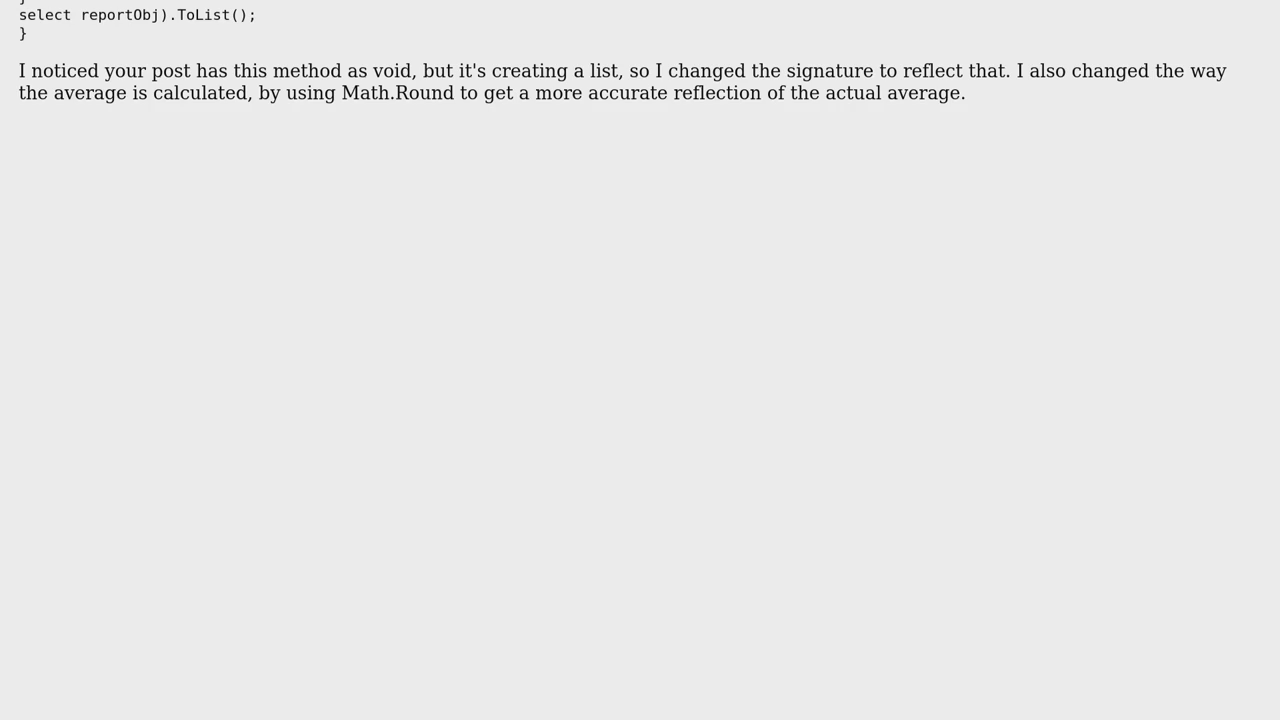 }
select reportObj).ToList();
}
I noticed your post has this method as void, but it's creating a list, so I changed the signature to reflect that. I also changed the way
the average is calculated, by using Math.Round to get a more accurate reflection of the actual average.